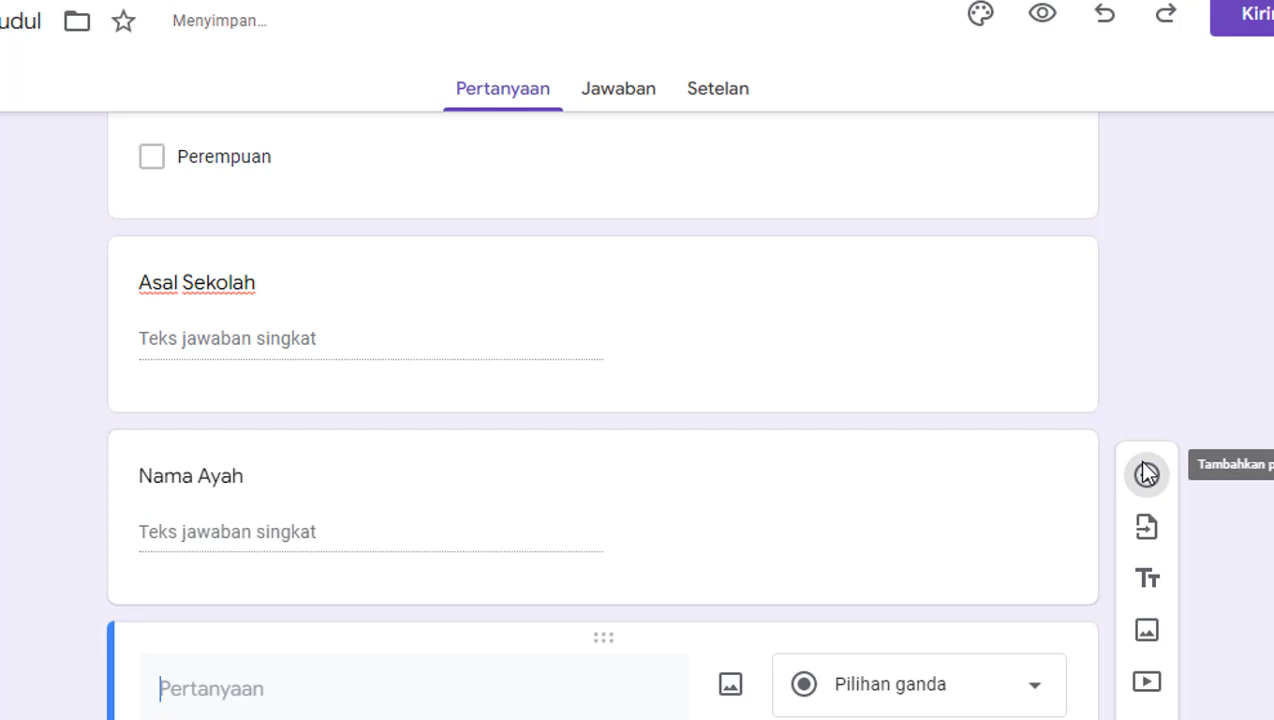 udul
Menyimpan...
Pertanyaan
Jawaban
Setelan
Perempuan
Asal Sekolah
Teks jawaban singkat
Nama Ayah
Tambahkan
Teks jawaban singkat
Tт
Pertanyaan
Pilihan ganda